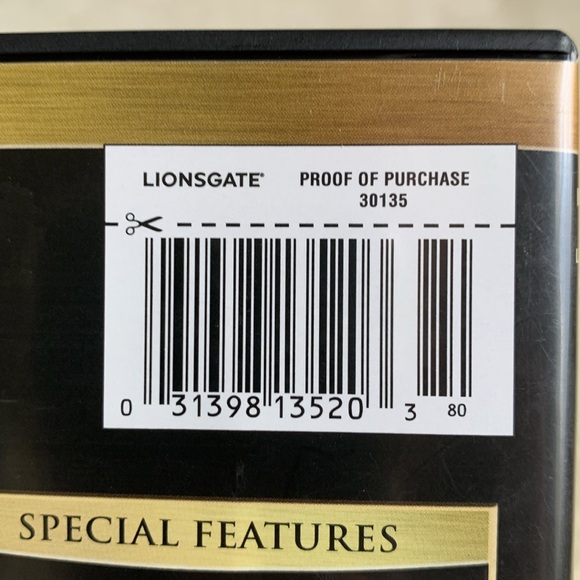 LIONSGATE® PROOF OF PURCHASE
30135
0 31398 13520 3 80
SPECIAL FEATURES